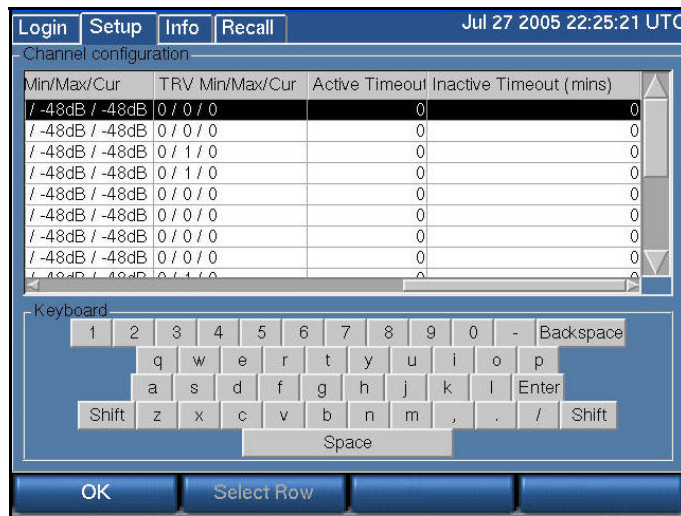 Login Setup Info Recall Jul 27 2005 22:25:21 UTC
Channel configuration
Min/Max/Cur TRV Min/Max/Cur Active Timeout Inactive Timeout (mins)
/ -48dB / -48dB 0 / 0 / 0 0 0
/ -48dB / -48dB 0 / 0 / 0 0 0
/ -48dB / -48dB 0 / 1 / 0 0 0
/ -48dB / -48dB 0 / 1 / 0 0 0
/ -48dB / -48dB 0 / 0 / 0 0 0
/ -48dB / -48dB 0 / 0 / 0 0 0
/ -48dB / -48dB 0 / 0 / 0 0 0
/ -48dB / -48dB 0 / 0 / 0 0 0
Keyboard
1 2 3 4 5 6 7 8 9 0 - Backspace
q w e r t y u i o p
a s d f g h j k l Enter
Shift z x c v b n m , . / Shift
Space
OK Select Row